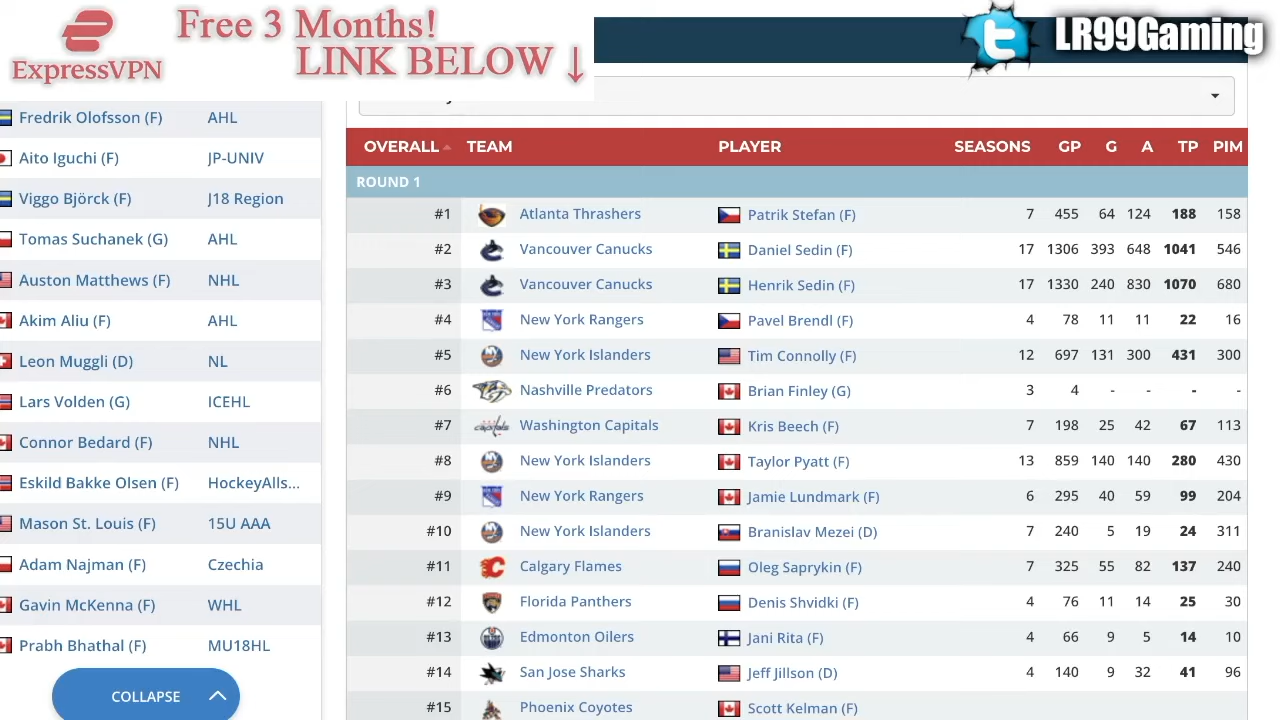 Free 3 Months!
LINK BELOW ↓
ExpressVPN
LR99Gaming
Fredrik Olofsson (F) AHL
Aito Iguchi (F) JP-UNIV
Viggo Björck (F) J18 Region
Tomas Suchanek (G) AHL
Auston Matthews (F) NHL
Akim Aliu (F) AHL
Leon Muggli (D) NL
Lars Volden (G) ICEHL
Connor Bedard (F) NHL
Eskild Bakke Olsen (F) HockeyAlls...
Mason St. Louis (F) 15U AAA
Adam Najman (F) Czechia
Gavin McKenna (F) WHL
Prabh Bhathal (F) MU18HL
COLLAPSE
OVERALL TEAM PLAYER SEASONS GP G A TP PIM
ROUND 1
#1 Atlanta Thrashers Patrik Stefan (F) 7 455 64 124 188 158
#2 Vancouver Canucks Daniel Sedin (F) 17 1306 393 648 1041 546
#3 Vancouver Canucks Henrik Sedin (F) 17 1330 240 830 1070 680
#4 New York Rangers Pavel Brendl (F) 4 78 11 11 22 16
#5 New York Islanders Tim Connolly (F) 12 697 131 300 431 300
#6 Nashville Predators Brian Finley (G) 3 4 - - - -
#7 Washington Capitals Kris Beech (F) 7 198 25 42 67 113
#8 New York Islanders Taylor Pyatt (F) 13 859 140 140 280 430
#9 New York Rangers Jamie Lundmark (F) 6 295 40 59 99 204
#10 New York Islanders Branislav Mezei (D) 7 240 5 19 24 311
#11 Calgary Flames Oleg Saprykin (F) 7 325 55 82 137 240
#12 Florida Panthers Denis Shvidki (F) 4 76 11 14 25 30
#13 Edmonton Oilers Jani Rita (F) 4 66 9 5 14 10
#14 San Jose Sharks Jeff Jillson (D) 4 140 9 32 41 96
#15 Phoenix Coyotes Scott Kelman (F)